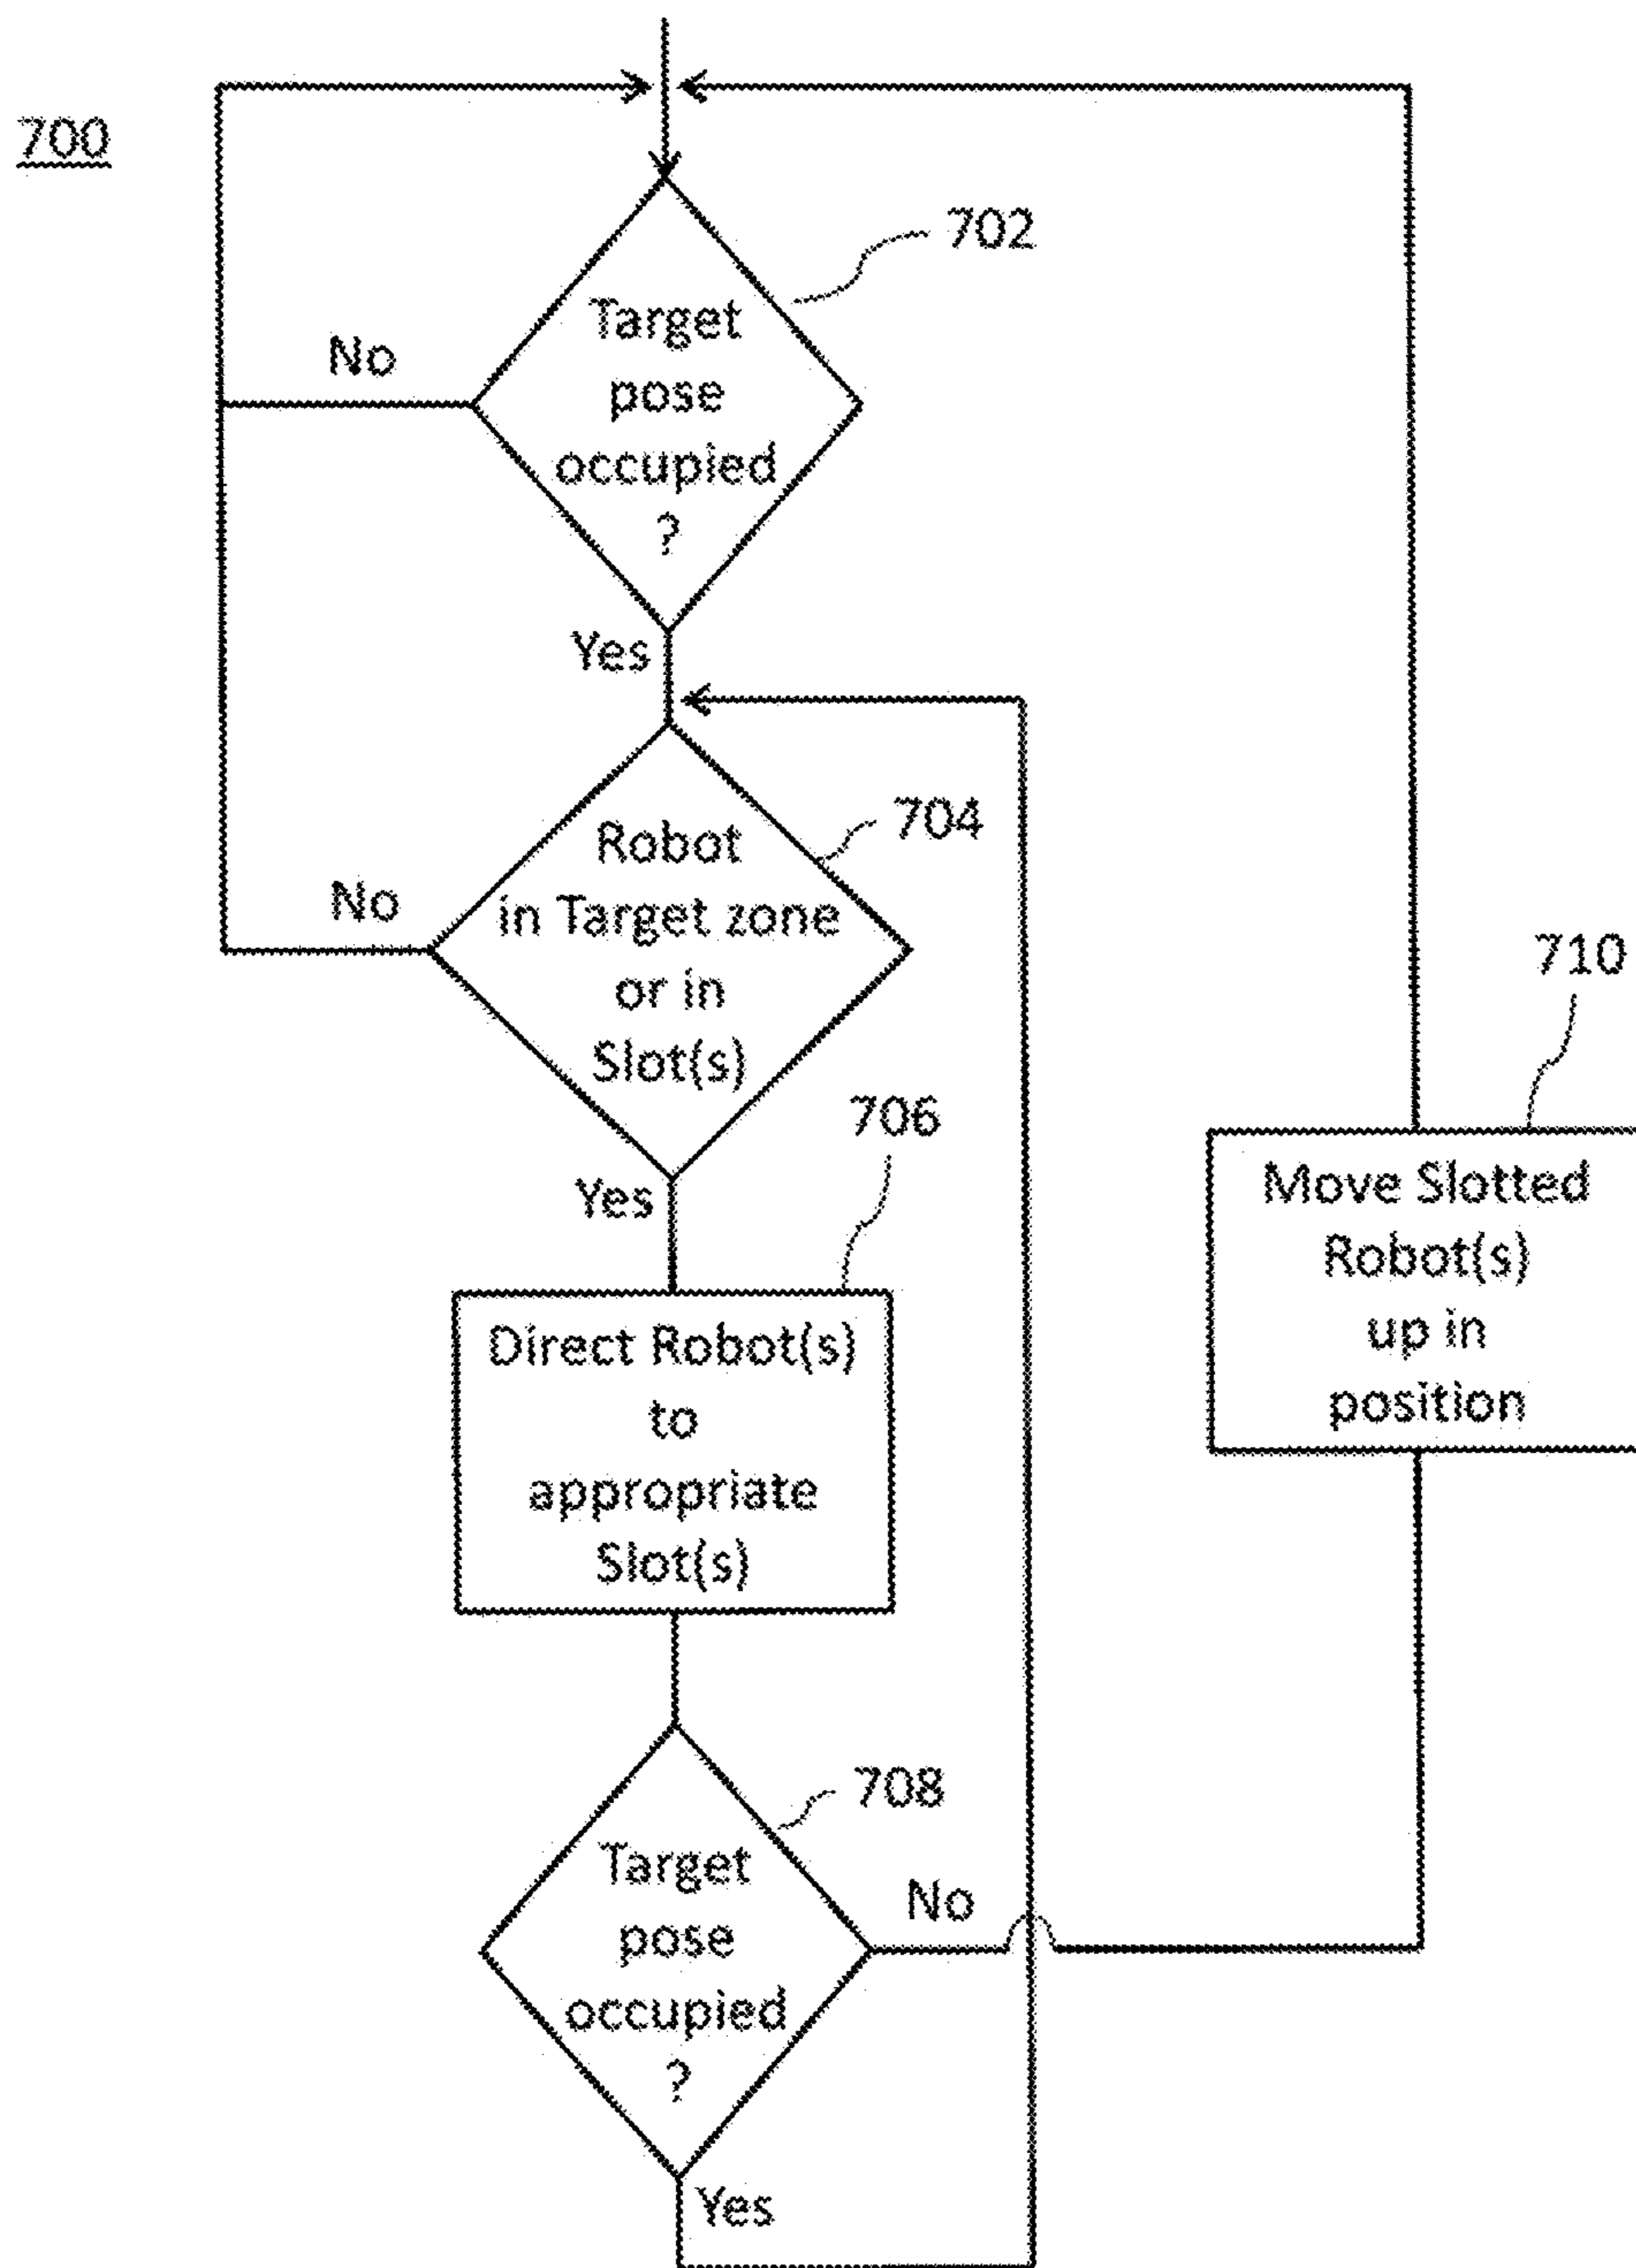 700
702
Target
pose
occupied
?
No
Yes
704
Robot
in Target zone
or in
Slot(s)
No
Yes
706
Direct Robot(s)
to
appropriate
Slot(s)
710
Move Slotted
Robot(s)
up in
position
708
Target
pose
occupied
?
No
Yes